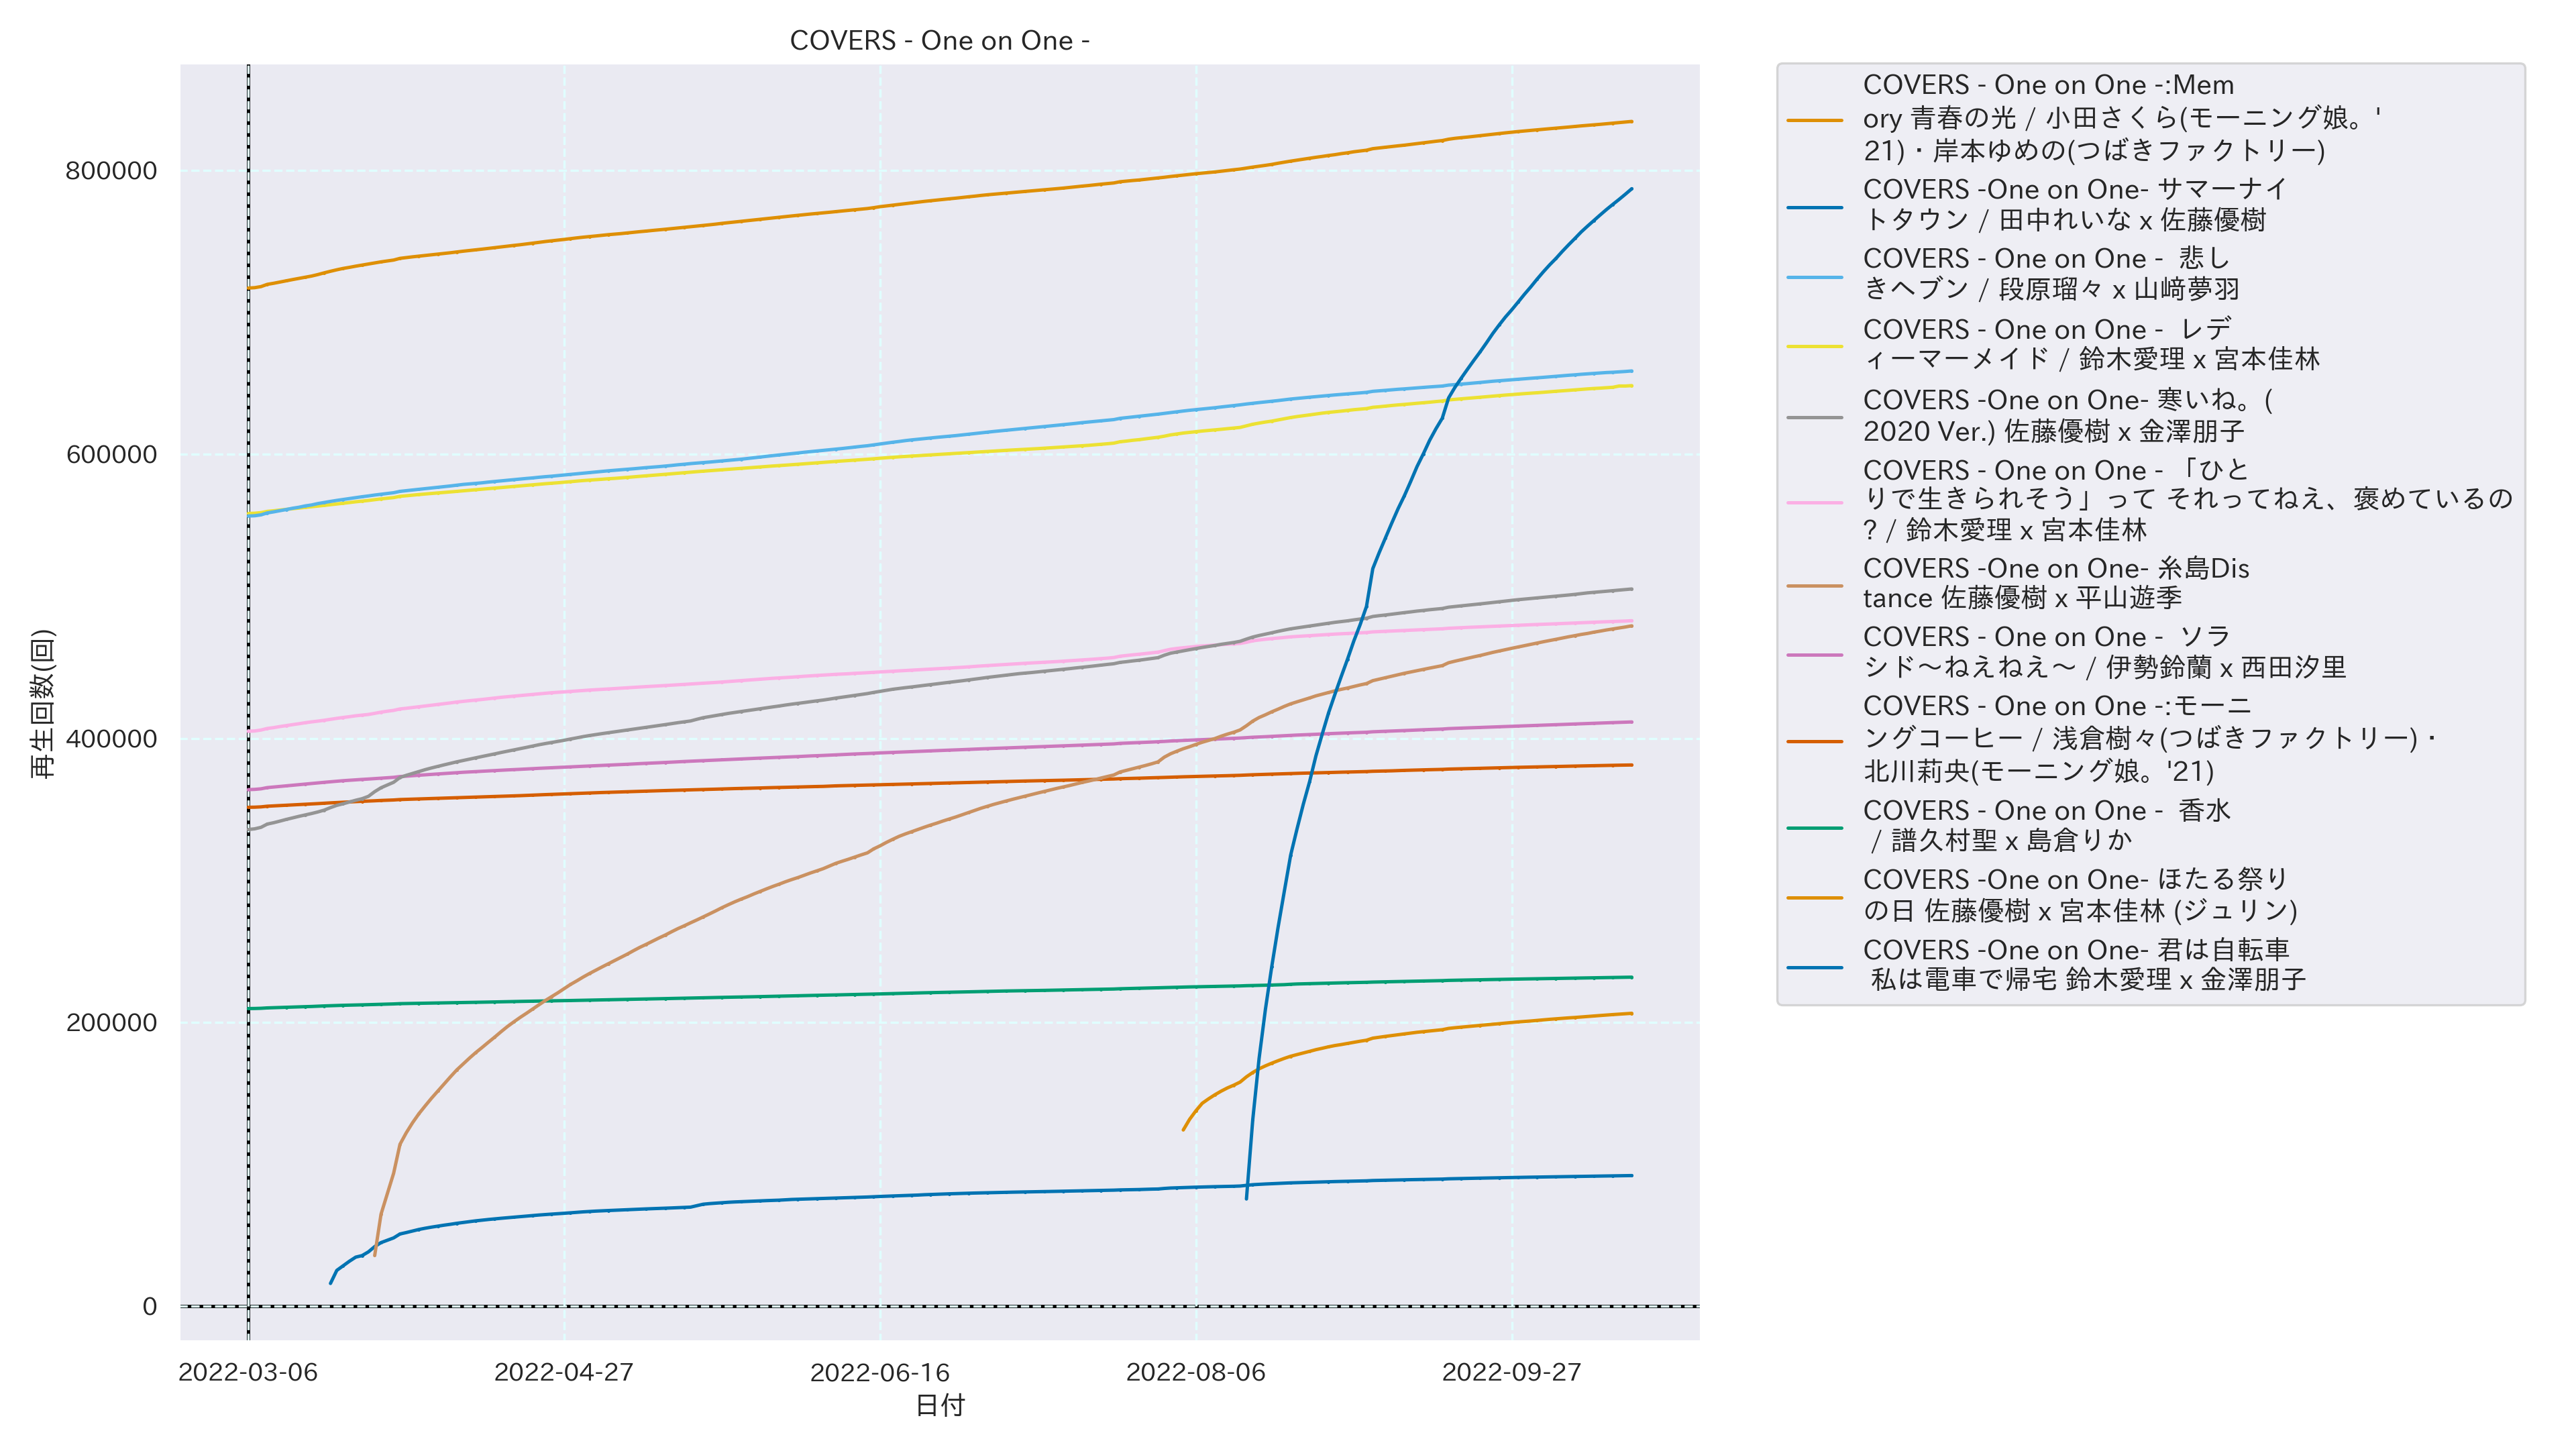 COVERS - One on One -
再生回数(回)
800000
600000
400000
200000
0
2022-03-06
2022-04-27
2022-06-16
2022-08-06
2022-09-27
日付
COVERS - One on One -:Mem
ory 青春の光 / 小田さくら(モーニング娘。'
21)・岸本ゆめの(つばきファクトリー)
COVERS -One on One- サマーナイ
トタウン / 田中れいな x 佐藤優樹
COVERS - One on One -  悲し
きヘブン / 段原瑠々 x 山﨑夢羽
COVERS - One on One -  レデ
ィーマーメイド / 鈴木愛理 x 宮本佳林
COVERS -One on One- 寒いね。(
2020 Ver.) 佐藤優樹 x 金澤朋子
COVERS - One on One - 「ひと
りで生きられそう」って それってねえ、褒めているの
? / 鈴木愛理 x 宮本佳林
COVERS -One on One- 糸島Dis
tance 佐藤優樹 x 平山遊季
COVERS - One on One -  ソラ
シド〜ねえねえ〜 / 伊勢鈴蘭 x 西田汐里
COVERS - One on One -:モーニ
ングコーヒー / 浅倉樹々(つばきファクトリー)・
北川莉央(モーニング娘。'21)
COVERS - One on One -  香水
/ 譜久村聖 x 島倉りか
COVERS -One on One- ほたる祭り
の日 佐藤優樹 x 宮本佳林 (ジュリン)
COVERS -One on One- 君は自転車
私は電車で帰宅 鈴木愛理 x 金澤朋子